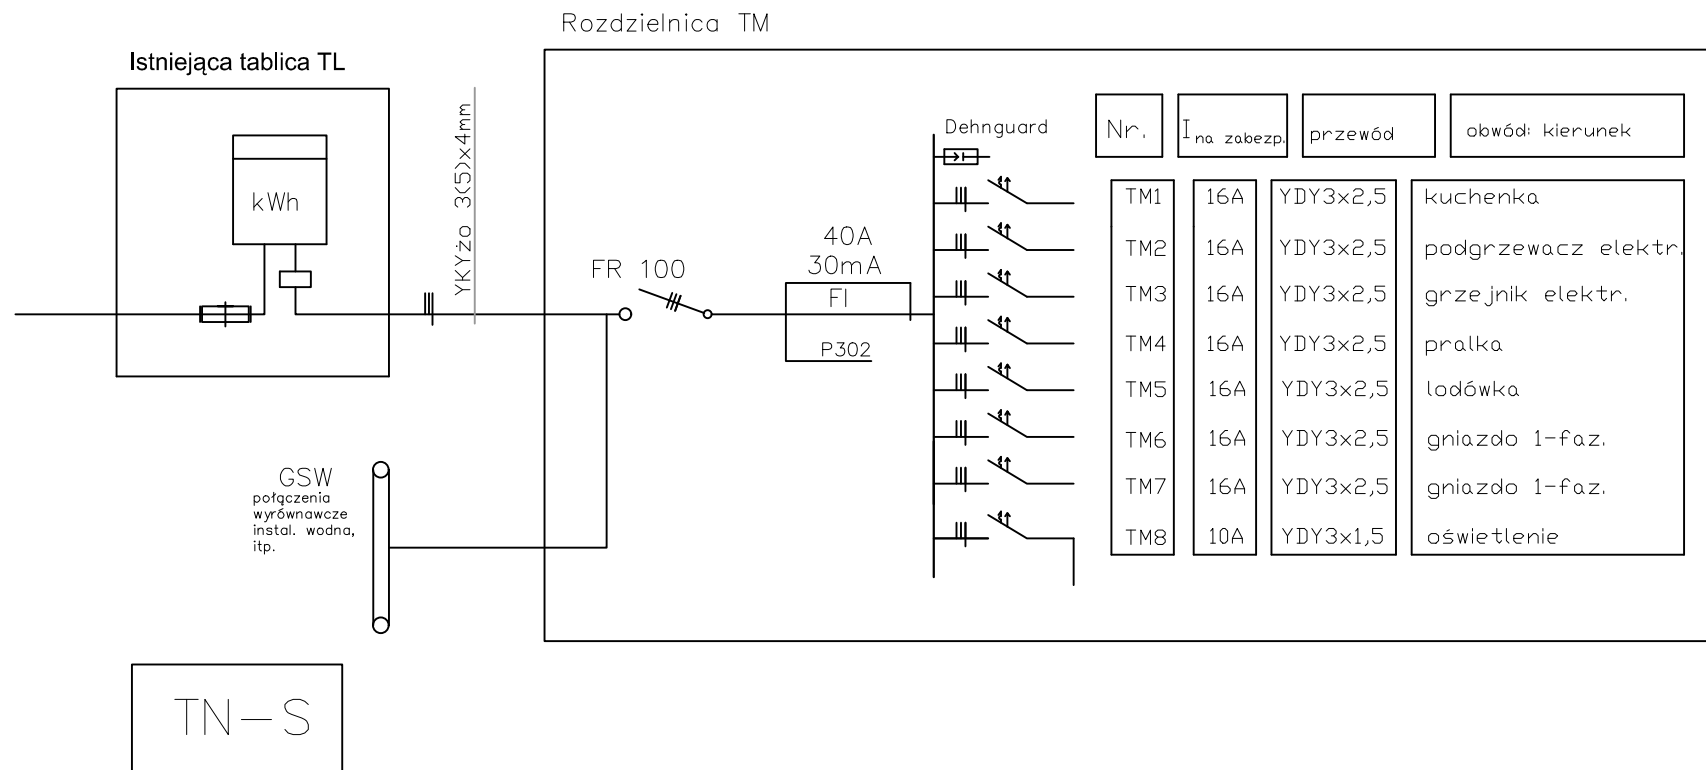 Rozdzielnica TM
Istniejąca tablica TL
kWh
YKYżo 3(5)x4mm
FR 100
40A
30mA
FI
P302
Dehnguard
Nr. I na zabezp. przewód obwód: kierunek
TM1 16A YDY3x2,5 kuchenka
TM2 16A YDY3x2,5 podgrzewacz elektr.
TM3 16A YDY3x2,5 grzejnik elektr.
TM4 16A YDY3x2,5 pralka
TM5 16A YDY3x2,5 lodówka
TM6 16A YDY3x2,5 gniazdo 1-faz.
TM7 16A YDY3x2,5 gniazdo 1-faz.
TM8 10A YDY3x1,5 oświetlenie
GSW
połączenia
wyrównawcze
instal. wodna,
itp.
TN-S